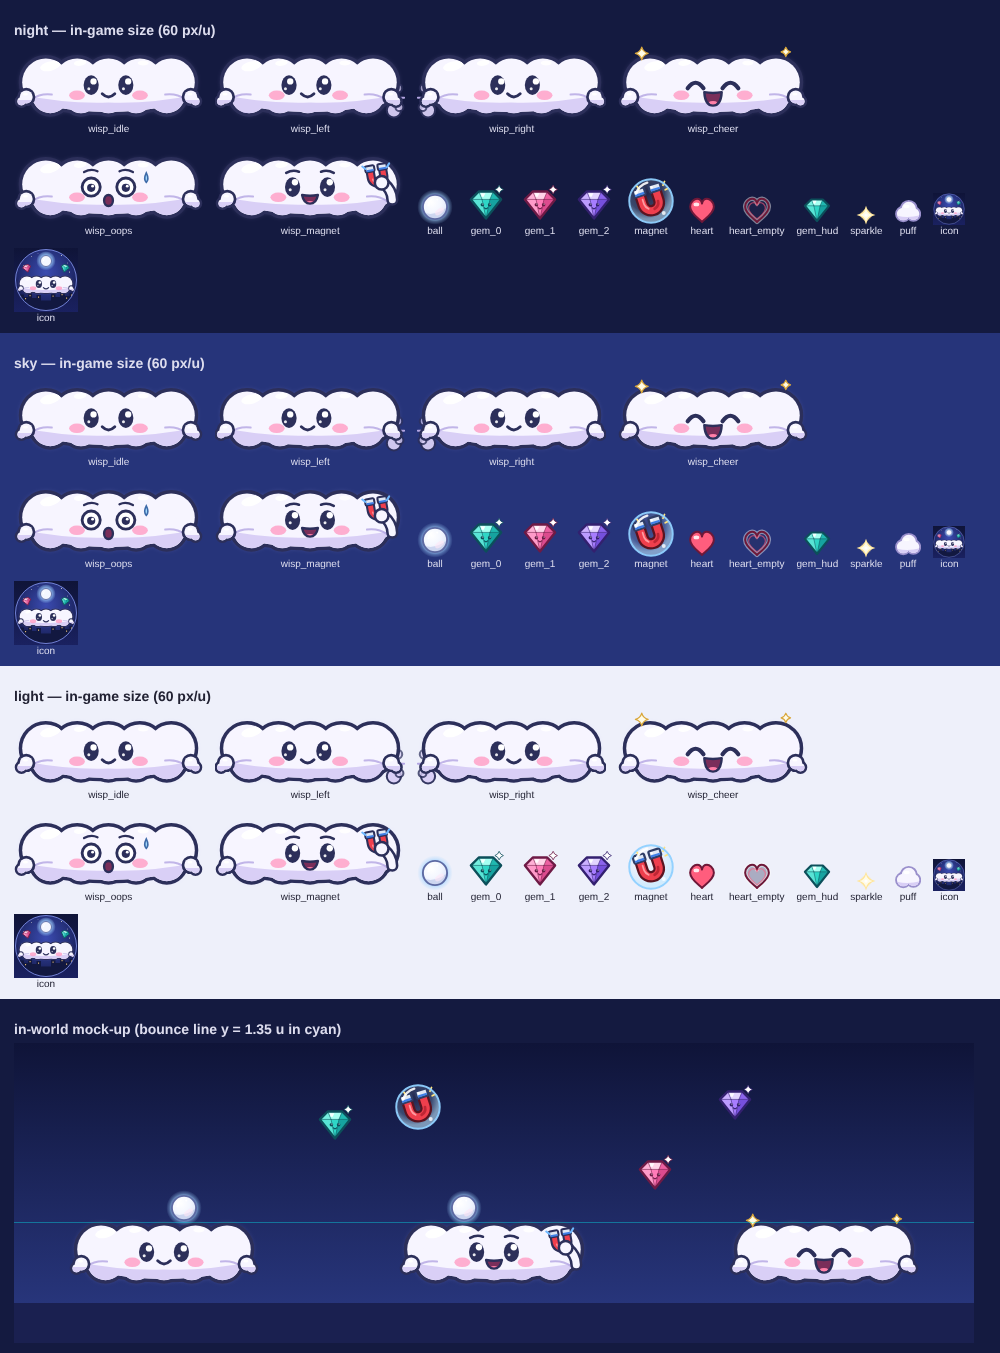 night — in-game size (60 px/u)
wisp_idle wisp_left wisp_right wisp_cheer
wisp_oops wisp_magnet ball gem_0 gem_1 gem_2 magnet heart heart_empty gem_hud sparkle puff icon
icon
sky — in-game size (60 px/u)
wisp_idle wisp_left wisp_right wisp_cheer
wisp_oops wisp_magnet ball gem_0 gem_1 gem_2 magnet heart heart_empty gem_hud sparkle puff icon
icon
light — in-game size (60 px/u)
wisp_idle wisp_left wisp_right wisp_cheer
wisp_oops wisp_magnet ball gem_0 gem_1 gem_2 magnet heart heart_empty gem_hud sparkle puff icon
icon
in-world mock-up (bounce line y = 1.35 u in cyan)